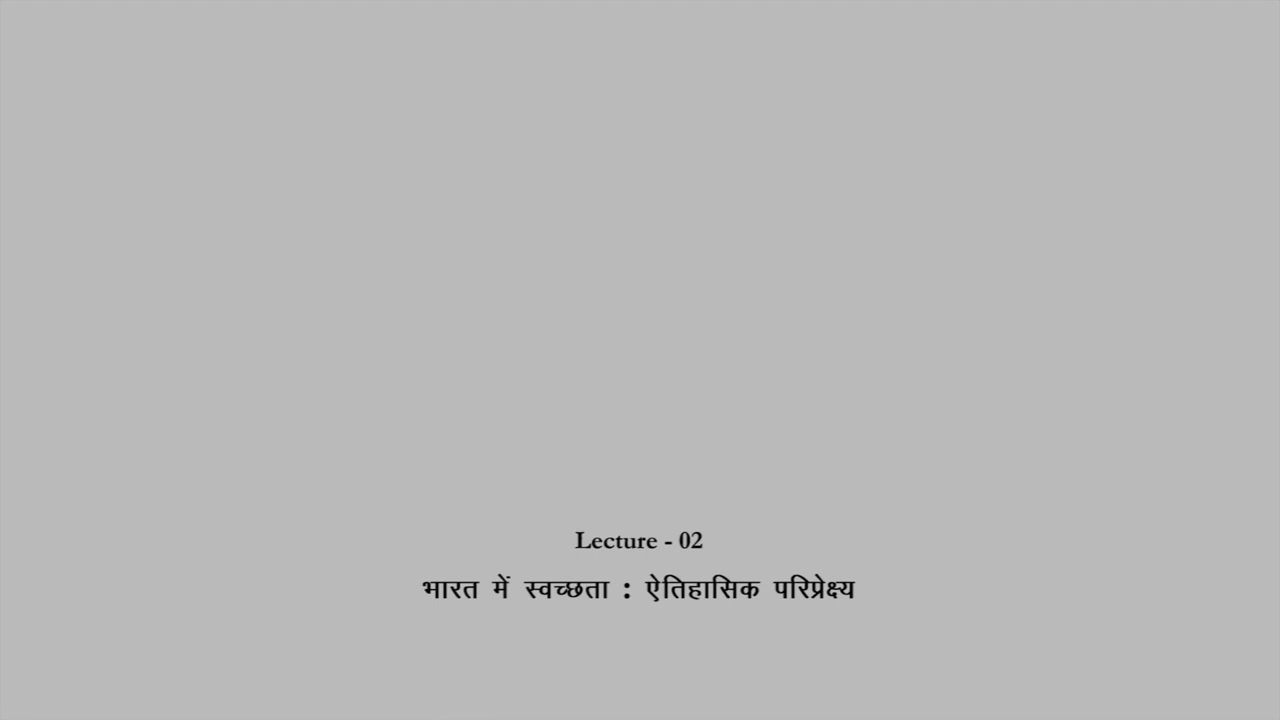 Lecture - 02
भारत में स्वच्छता : ऐतिहासिक परिप्रेक्ष्य